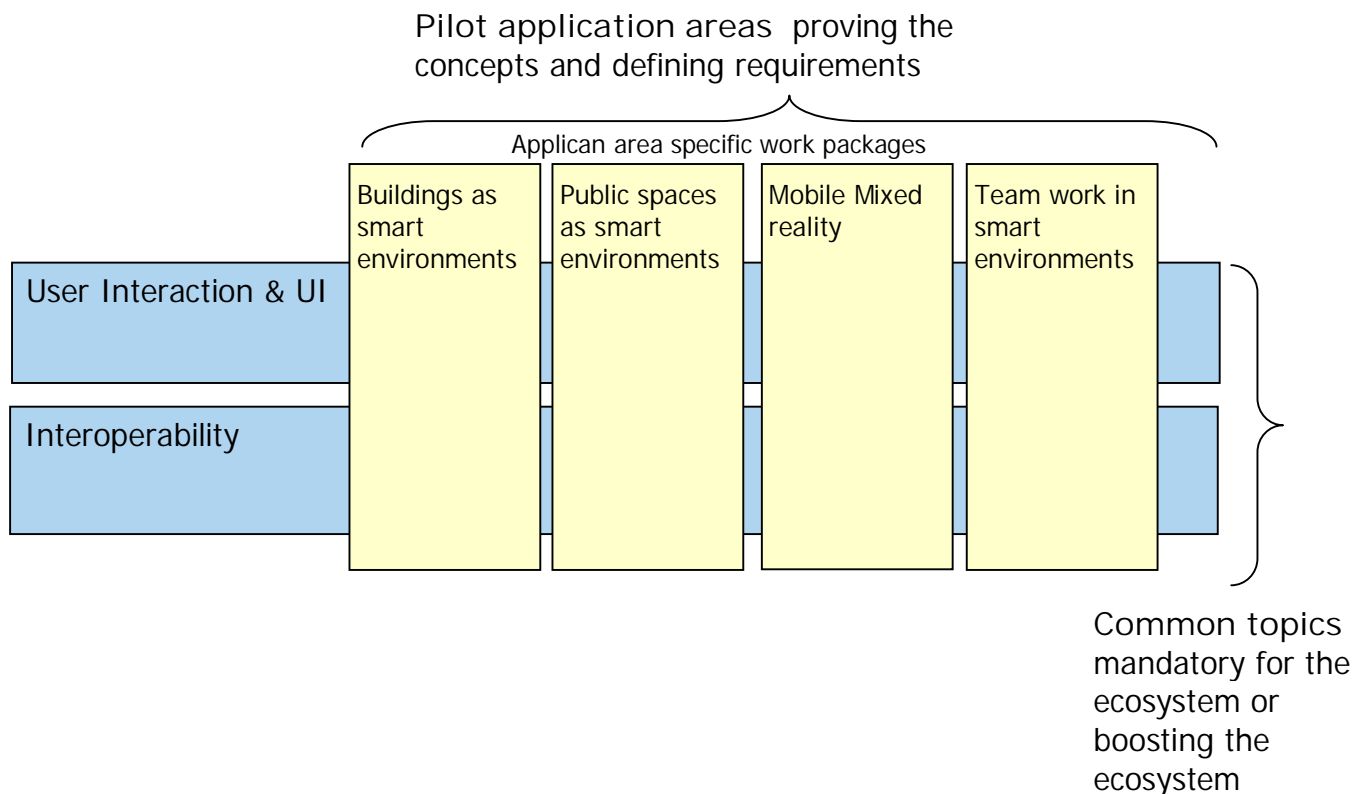 Pilot application areas proving the
concepts and defining requirements
Applican area specific work packages
Buildings as
smart
environments
Public spaces
as smart
environments
Mobile Mixed
reality
Team work in
smart
environments
User Interaction & UI
Interoperability
Common topics
mandatory for the
ecosystem or
boosting the
ecosystem